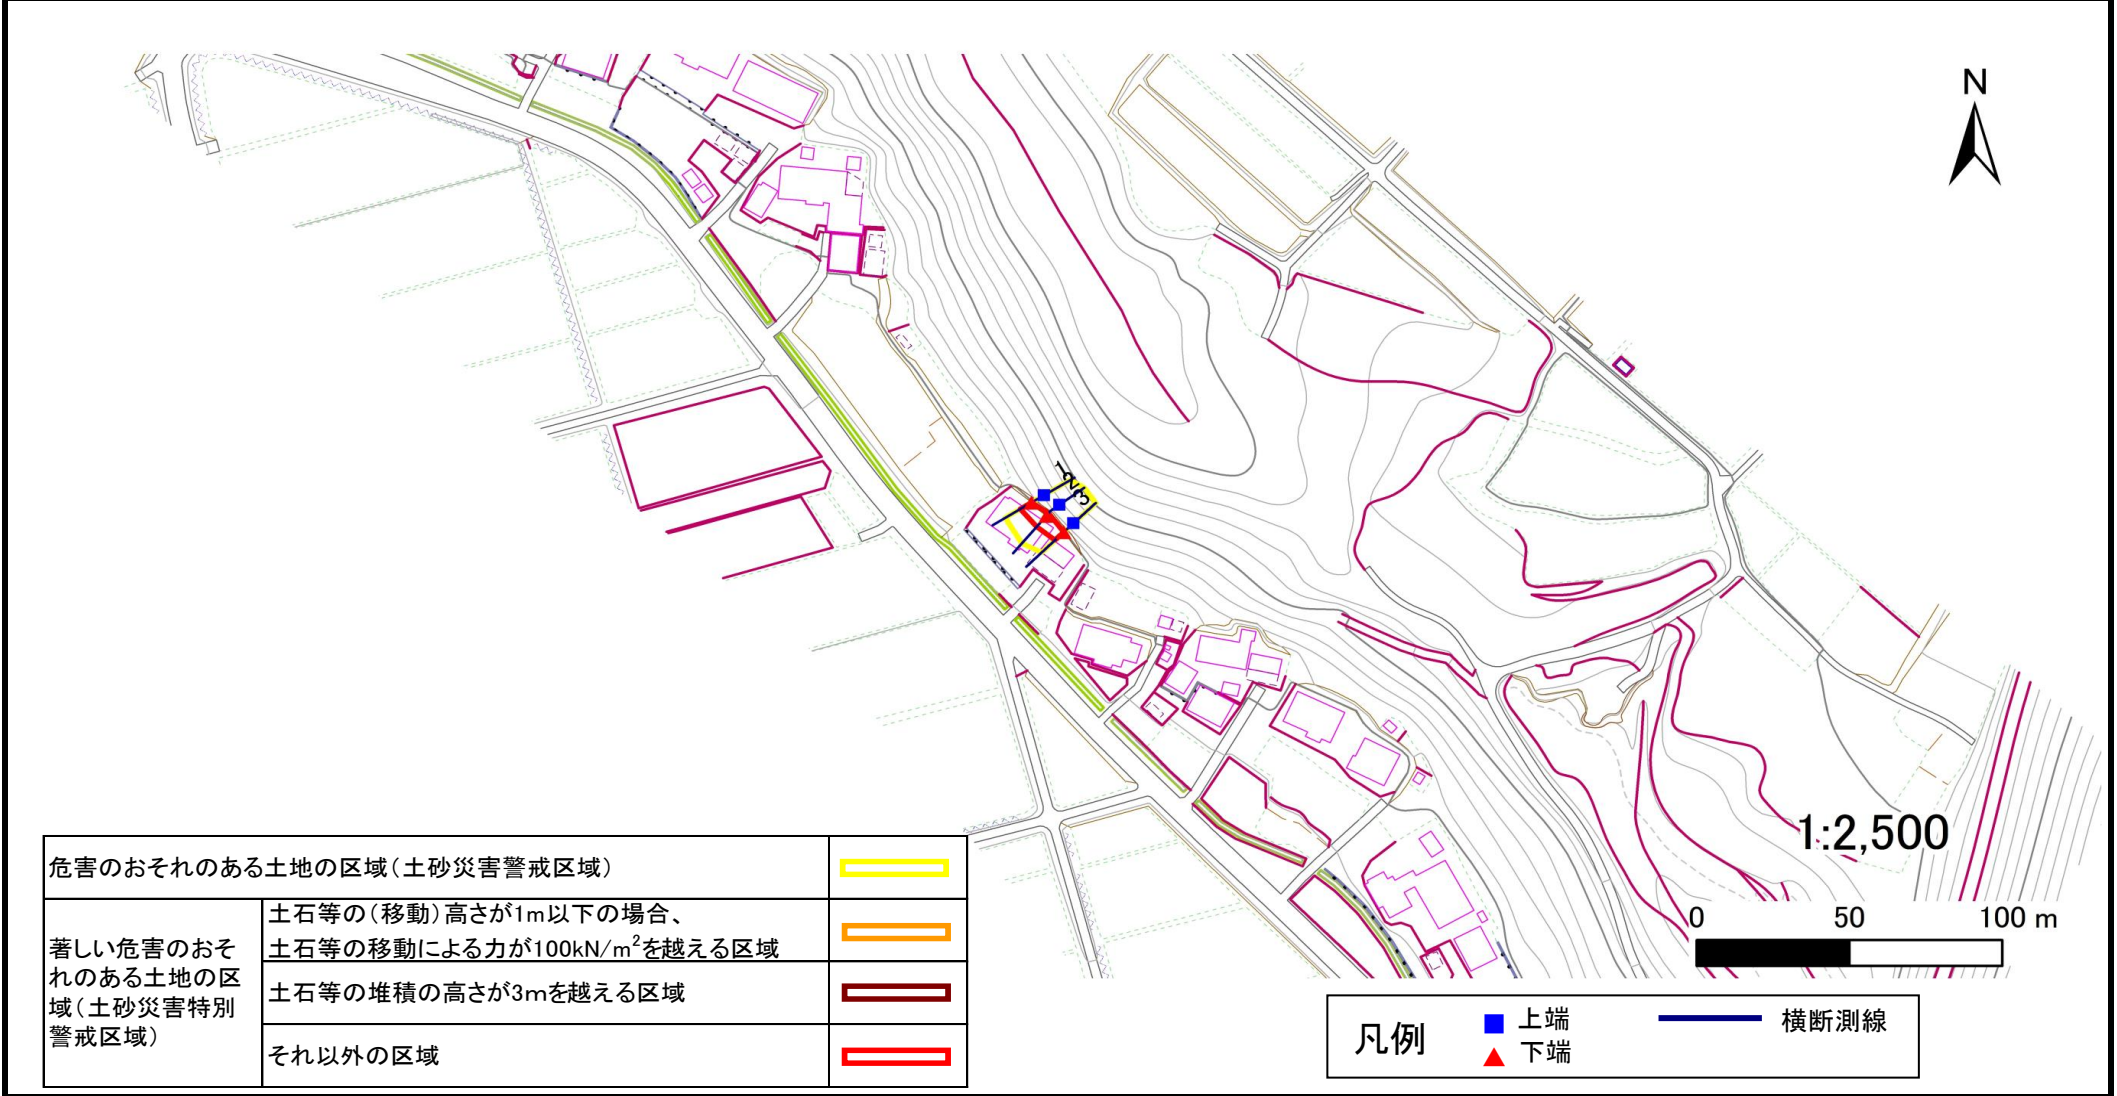 N
1
2
3
1:2,500
0 50 100 m
危害のおそれのある土地の区域(土砂災害警戒区域)
著しい危害のおそ
れのある土地の区
域(土砂災害特別
警戒区域)
土石等の(移動)高さが1m以下の場合、
土石等の移動による力が100kN/m²を越える区域
土石等の堆積の高さが3mを越える区域
それ以外の区域
凡例
上端
下端
横断測線